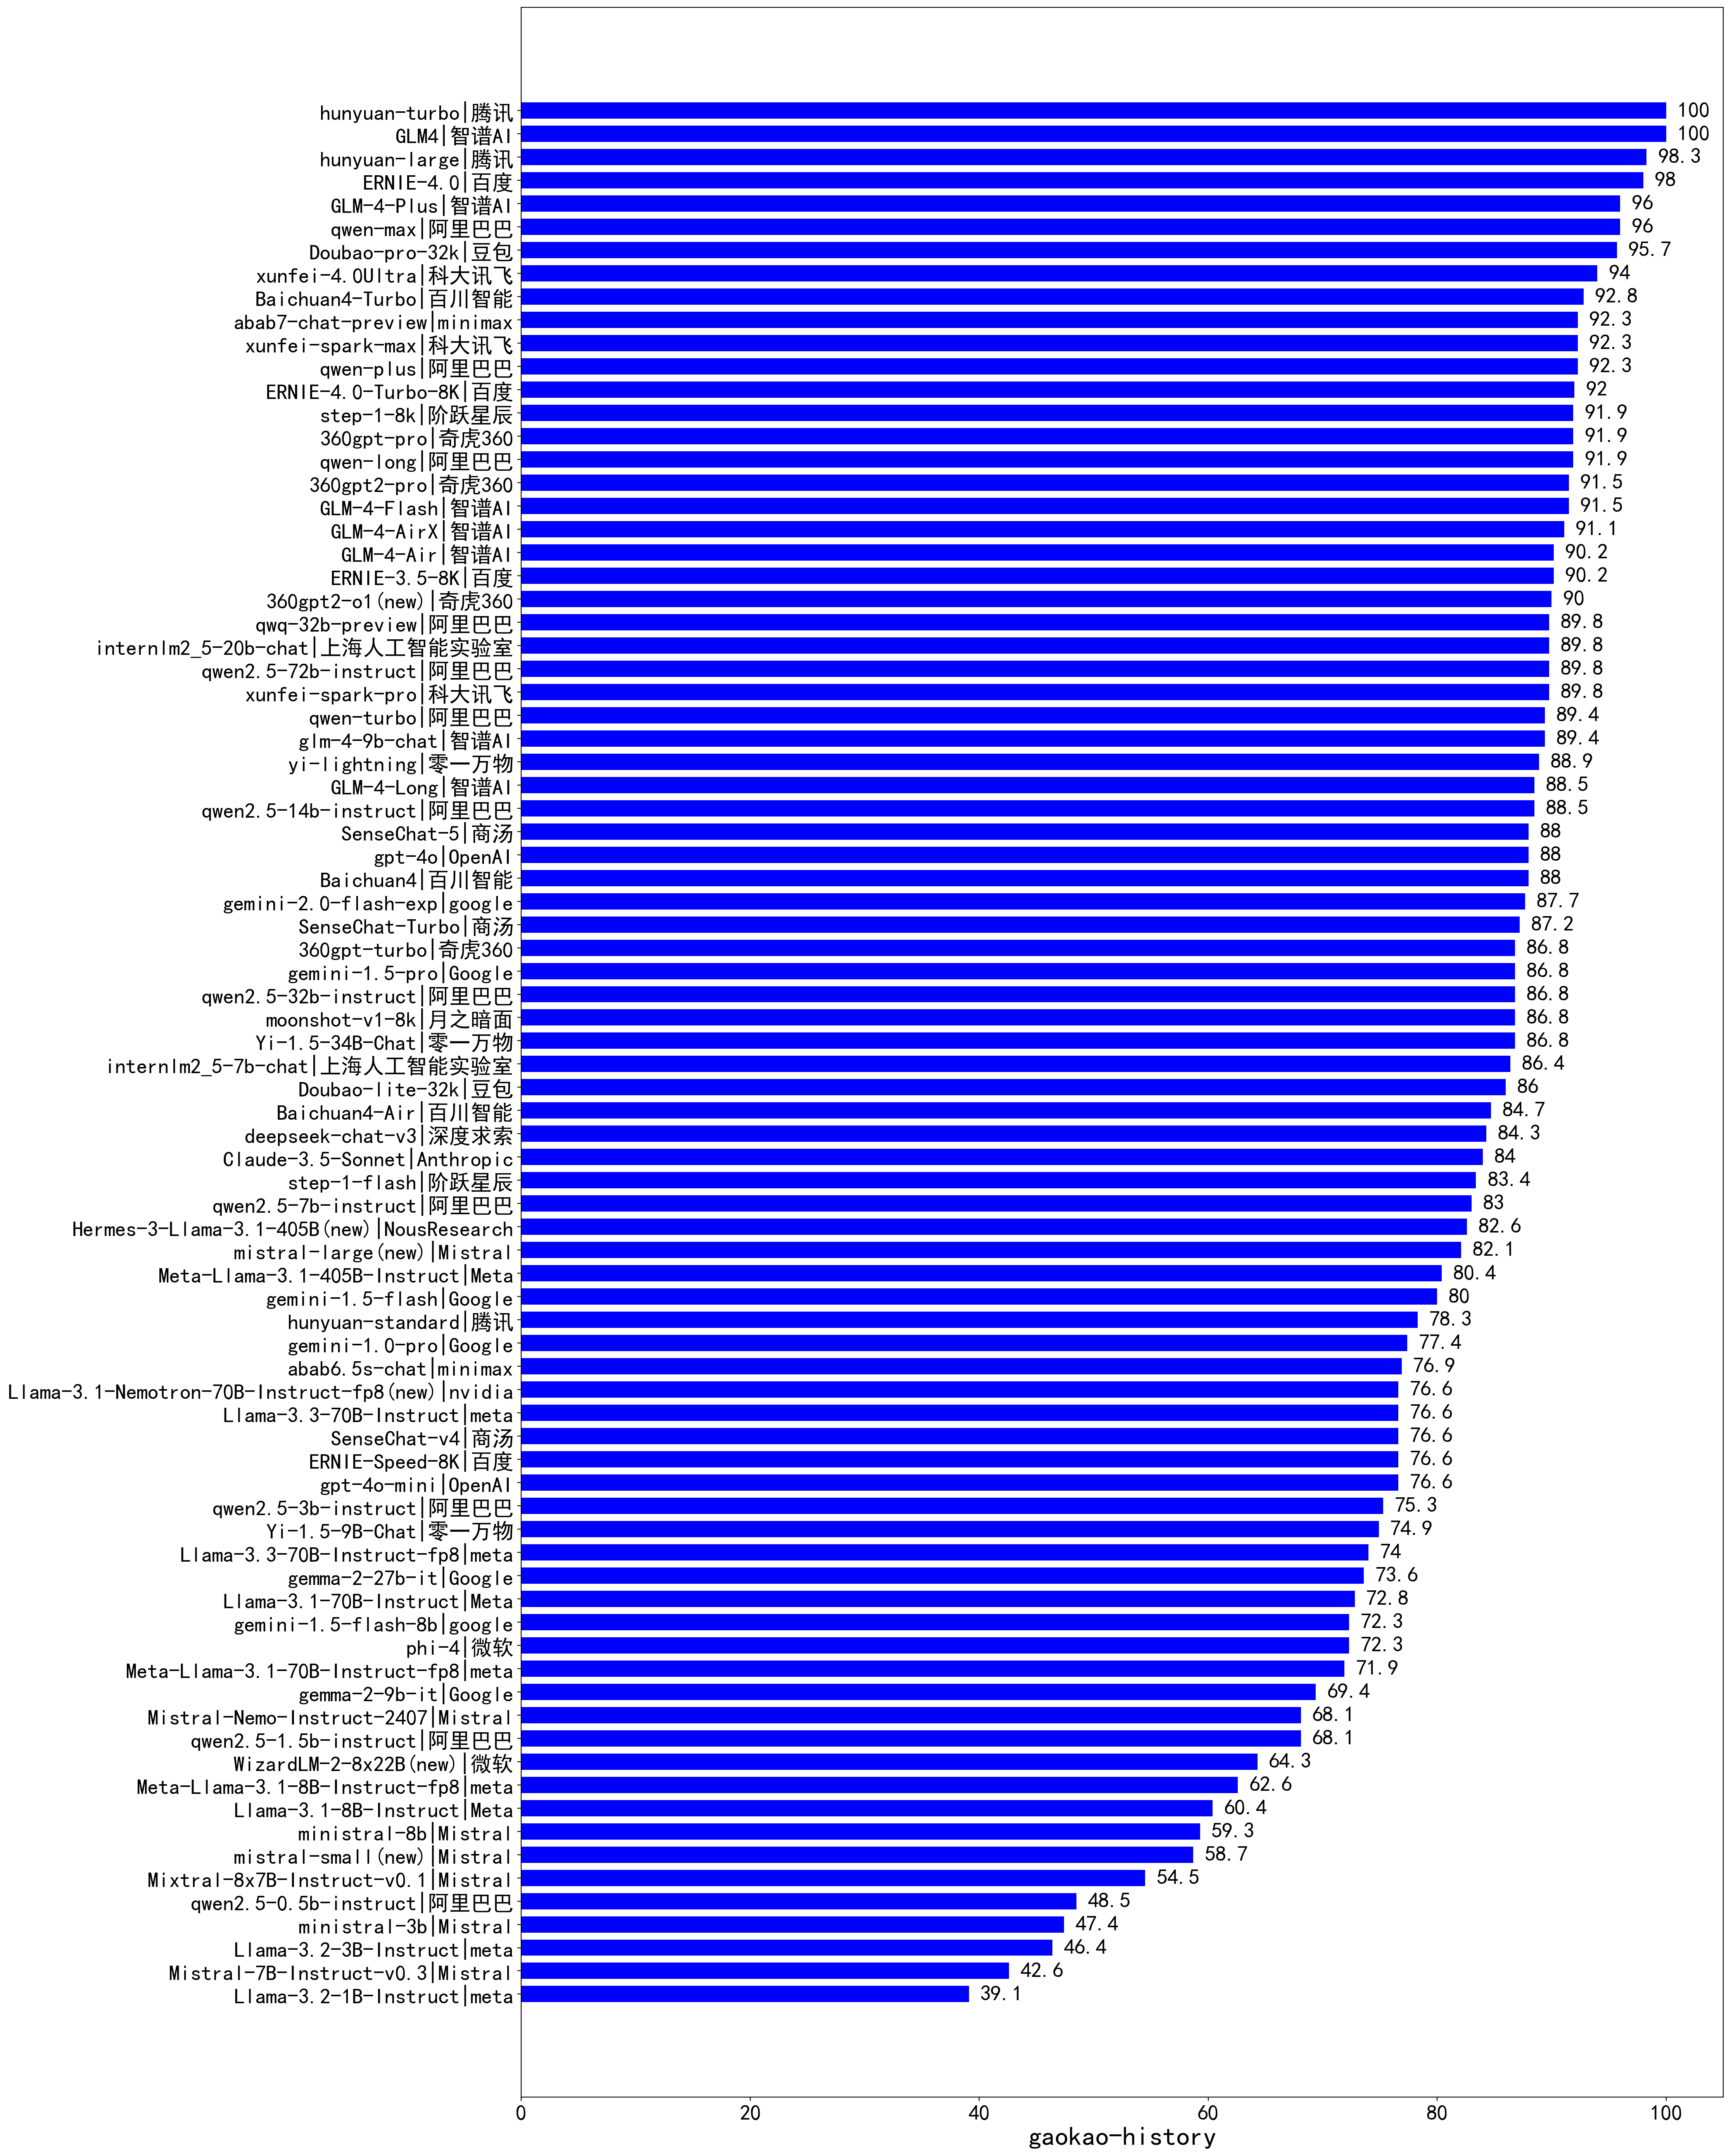 hunyuan-turbo|腾讯 100
GLM4|智谱AI 100
hunyuan-large|腾讯 98.3
ERNIE-4.0|百度 98
GLM-4-Plus|智谱AI 96
qwen-max|阿里巴巴 96
Doubao-pro-32k|豆包 95.7
xunfei-4.0Ultra|科大讯飞 94
Baichuan4-Turbo|百川智能 92.8
abab7-chat-preview|minimax 92.3
xunfei-spark-max|科大讯飞 92.3
qwen-plus|阿里巴巴 92.3
ERNIE-4.0-Turbo-8K|百度 92
step-1-8k|阶跃星辰 91.9
360gpt-pro|奇虎360 91.9
qwen-long|阿里巴巴 91.9
360gpt2-pro|奇虎360 91.5
GLM-4-Flash|智谱AI 91.5
GLM-4-AirX|智谱AI 91.1
GLM-4-Air|智谱AI 90.2
ERNIE-3.5-8K|百度 90.2
360gpt2-o1(new)|奇虎360 90
qwq-32b-preview|阿里巴巴 89.8
internlm2_5-20b-chat|上海人工智能实验室 89.8
qwen2.5-72b-instruct|阿里巴巴 89.8
xunfei-spark-pro|科大讯飞 89.8
qwen-turbo|阿里巴巴 89.4
glm-4-9b-chat|智谱AI 89.4
yi-lightning|零一万物 88.9
GLM-4-Long|智谱AI 88.5
qwen2.5-14b-instruct|阿里巴巴 88.5
SenseChat-5|商汤 88
gpt-4o|OpenAI 88
Baichuan4|百川智能 88
gemini-2.0-flash-exp|google 87.7
SenseChat-Turbo|商汤 87.2
360gpt-turbo|奇虎360 86.8
gemini-1.5-pro|Google 86.8
qwen2.5-32b-instruct|阿里巴巴 86.8
moonshot-v1-8k|月之暗面 86.8
Yi-1.5-34B-Chat|零一万物 86.8
internlm2_5-7b-chat|上海人工智能实验室 86.4
Doubao-lite-32k|豆包 86
Baichuan4-Air|百川智能 84.7
deepseek-chat-v3|深度求索 84.3
Claude-3.5-Sonnet|Anthropic 84
step-1-flash|阶跃星辰 83.4
qwen2.5-7b-instruct|阿里巴巴 83
Hermes-3-Llama-3.1-405B(new)|NousResearch 82.6
mistral-large(new)|Mistral 82.1
Meta-Llama-3.1-405B-Instruct|Meta 80.4
gemini-1.5-flash|Google 80
hunyuan-standard|腾讯 78.3
gemini-1.0-pro|Google 77.4
abab6.5s-chat|minimax 76.9
Llama-3.1-Nemotron-70B-Instruct-fp8(new)|nvidia 76.6
Llama-3.3-70B-Instruct|meta 76.6
SenseChat-v4|商汤 76.6
ERNIE-Speed-8K|百度 76.6
gpt-4o-mini|OpenAI 76.6
qwen2.5-3b-instruct|阿里巴巴 75.3
Yi-1.5-9B-Chat|零一万物 74.9
Llama-3.3-70B-Instruct-fp8|meta 74
gemma-2-27b-it|Google 73.6
Llama-3.1-70B-Instruct|Meta 72.8
gemini-1.5-flash-8b|google 72.3
phi-4|微软 72.3
Meta-Llama-3.1-70B-Instruct-fp8|meta 71.9
gemma-2-9b-it|Google 69.4
Mistral-Nemo-Instruct-2407|Mistral 68.1
qwen2.5-1.5b-instruct|阿里巴巴 68.1
WizardLM-2-8x22B(new)|微软 64.3
Meta-Llama-3.1-8B-Instruct-fp8|meta 62.6
Llama-3.1-8B-Instruct|Meta 60.4
ministral-8b|Mistral 59.3
mistral-small(new)|Mistral 58.7
Mixtral-8x7B-Instruct-v0.1|Mistral 54.5
qwen2.5-0.5b-instruct|阿里巴巴 48.5
ministral-3b|Mistral 47.4
Llama-3.2-3B-Instruct|meta 46.4
Mistral-7B-Instruct-v0.3|Mistral 42.6
Llama-3.2-1B-Instruct|meta 39.1
0 20 40 60 80 100
gaokao-history